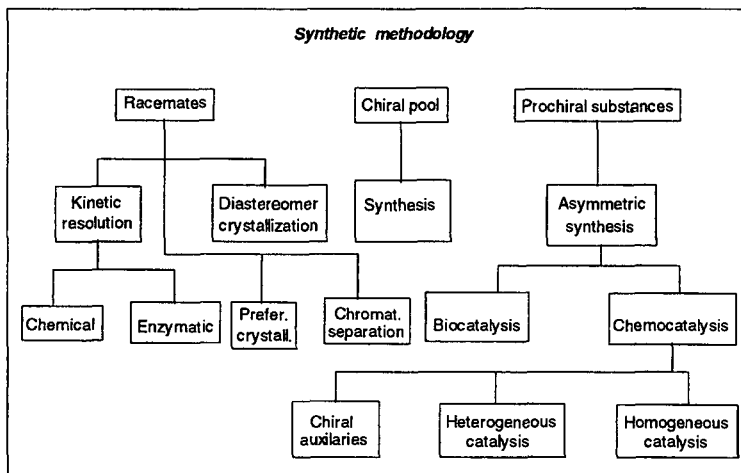 Synthetic methodology
Racemates
Chiral pool
Prochiral substances
Kinetic
resolution
Diastereomer
crystallization
Synthesis
Asymmetric
synthesis
Chemical
Enzymatic
Prefer.
crystall.
Chromat.
separation
Biocatalysis
Chemocatalysis
Chiral
auxilaries
Heterogeneous
catalysis
Homogeneous
catalysis